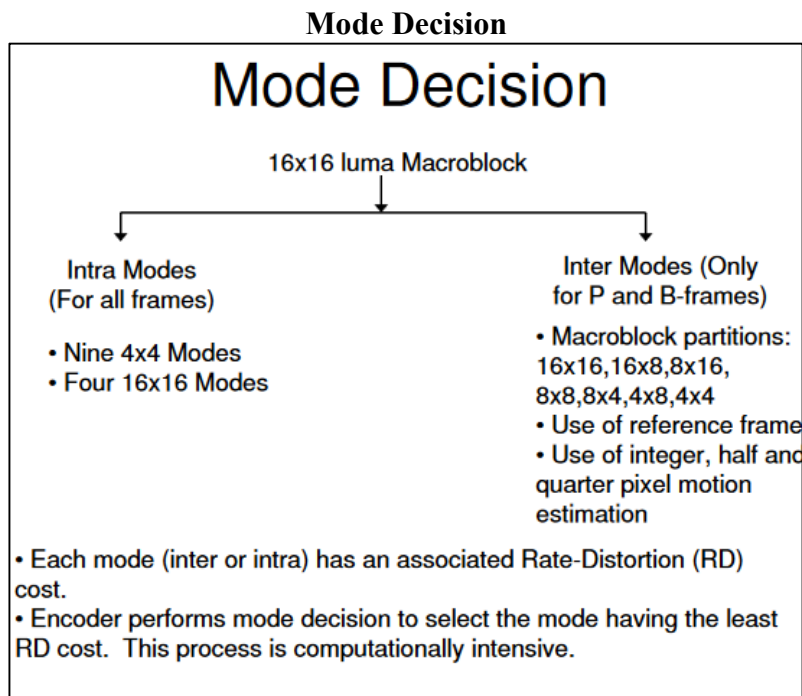 Mode Decision
Mode Decision
16x16 luma Macroblock
Intra Modes
(For all frames)
• Nine 4x4 Modes
• Four 16x16 Modes
Inter Modes (Only
for P and B-frames)
• Macroblock partitions:
16x16,16x8,8x16,
8x8,8x4,4x8,4x4
• Use of reference frame
• Use of integer, half and
quarter pixel motion
estimation
• Each mode (inter or intra) has an associated Rate-Distortion (RD)
cost.
• Encoder performs mode decision to select the mode having the least
RD cost.  This process is computationally intensive.